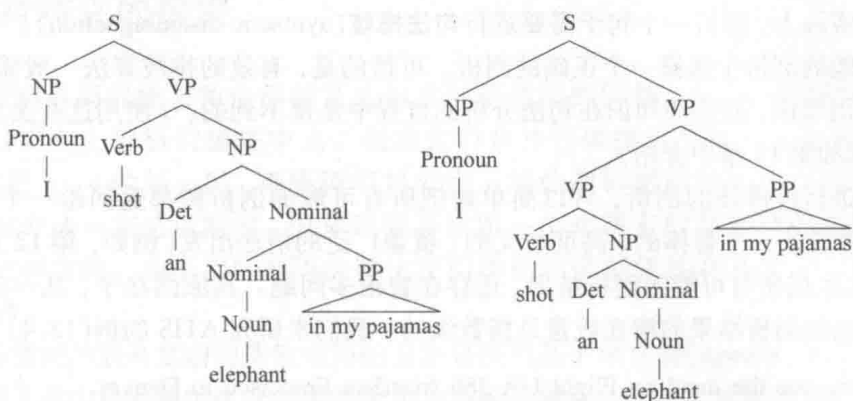 S S
NP VP
NP VP
Pronoun
Verb NP
Pronoun VP PP
I shot
I
Det Nominal
in my pajamas
an
Verb NP
Nominal PP
shot Det Nominal
Noun in my pajamas
an Noun
elephant
elephant